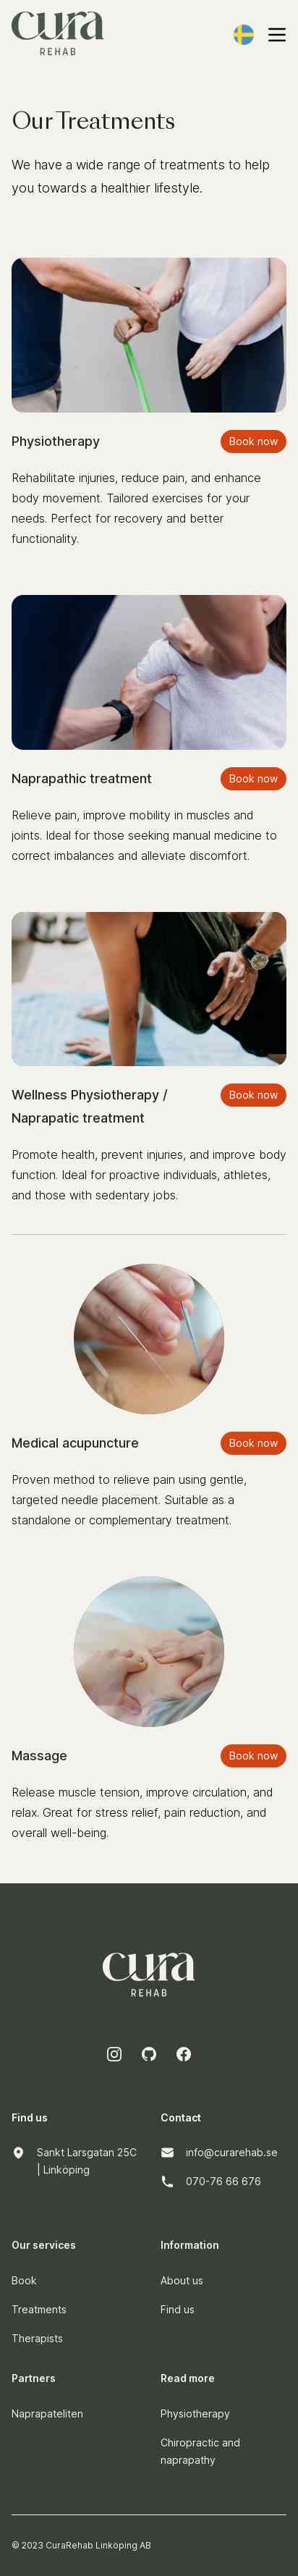 cura
REHAB
Our Treatments
We have a wide range of treatments to help
you towards a healthier lifestyle.
Physiotherapy
Book now
Rehabilitate injuries, reduce pain, and enhance
body movement. Tailored exercises for your
needs. Perfect for recovery and better
functionality.
Naprapathic treatment
Book now
Relieve pain, improve mobility in muscles and
joints. Ideal for those seeking manual medicine to
correct imbalances and alleviate discomfort.
Wellness Physiotherapy /
Naprapatic treatment
Book now
Promote health, prevent injuries, and improve body
function. Ideal for proactive individuals, athletes,
and those with sedentary jobs.
Medical acupuncture
Book now
Proven method to relieve pain using gentle,
targeted needle placement. Suitable as a
standalone or complementary treatment.
Massage
Book now
Release muscle tension, improve circulation, and
relax. Great for stress relief, pain reduction, and
overall well-being.
cura
REHAB
Find us
Sankt Larsgatan 25C
| Linköping
Contact
info@curarehab.se
070-76 66 676
Our services
Book
Treatments
Therapists
Information
About us
Find us
Partners
Naprapateliten
Read more
Physiotherapy
Chiropractic and
naprapathy
© 2023 CuraRehab Linköping AB